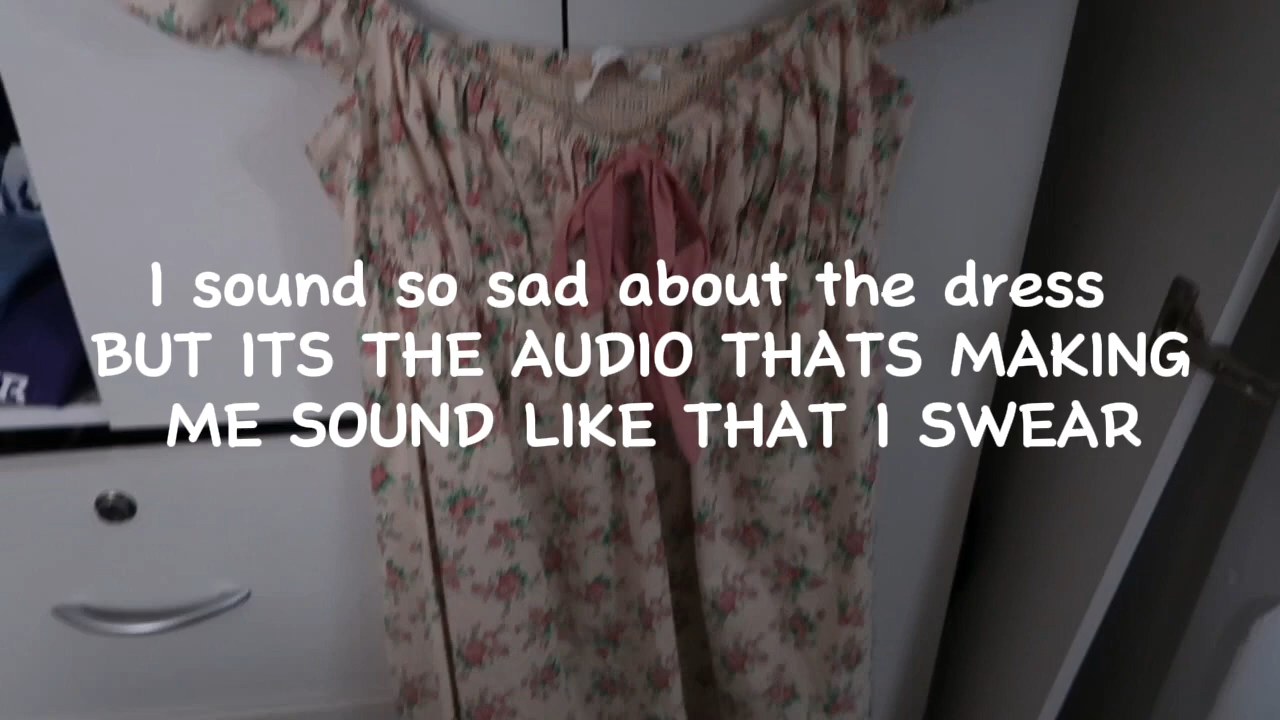 I sound so sad about the dress
BUT ITS THE AUDIO THATS MAKING
ME SOUND LIKE THAT I SWEAR